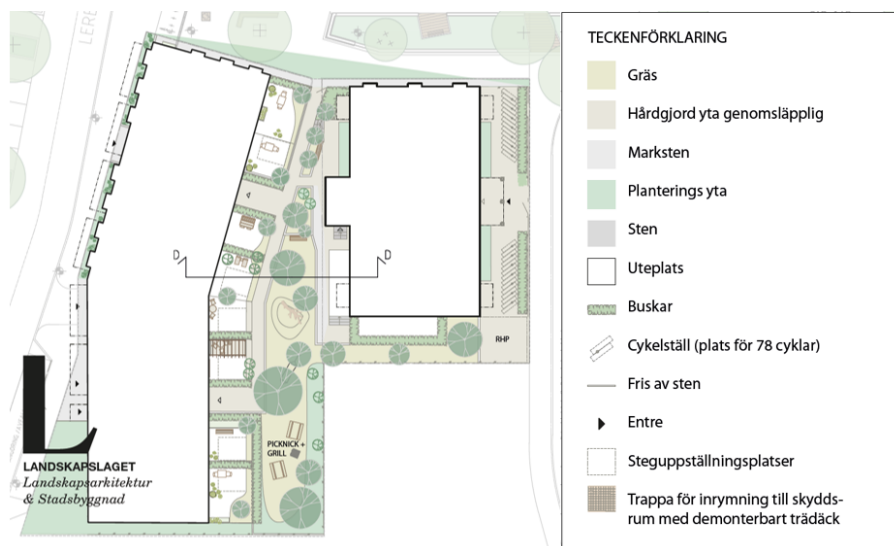 LERE
D
D
RHP
PICKNICK +
GRILL
LANDSKAPSLAGET
Landskapsarkitektur
& Stadsbyggnad
TECKENFÖRKLARING
Gräs
Hårdgjord yta genomsläpplig
Marksten
Planterings yta
Sten
Uteplats
Buskar
Cykelställ (plats för 78 cyklar)
Fris av sten
Entre
Steguppställningsplatser
Trappa för inrymning till skydds-
rum med demonterbart trädäck